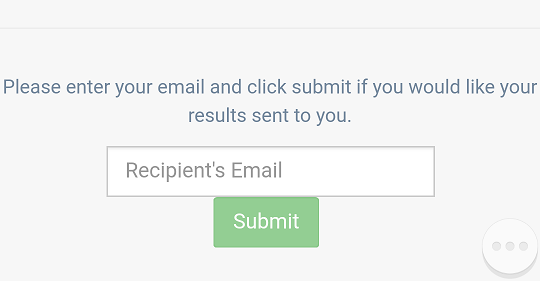 Please enter your email and click submit if you would like your
results sent to you.
Recipient's Email
Submit